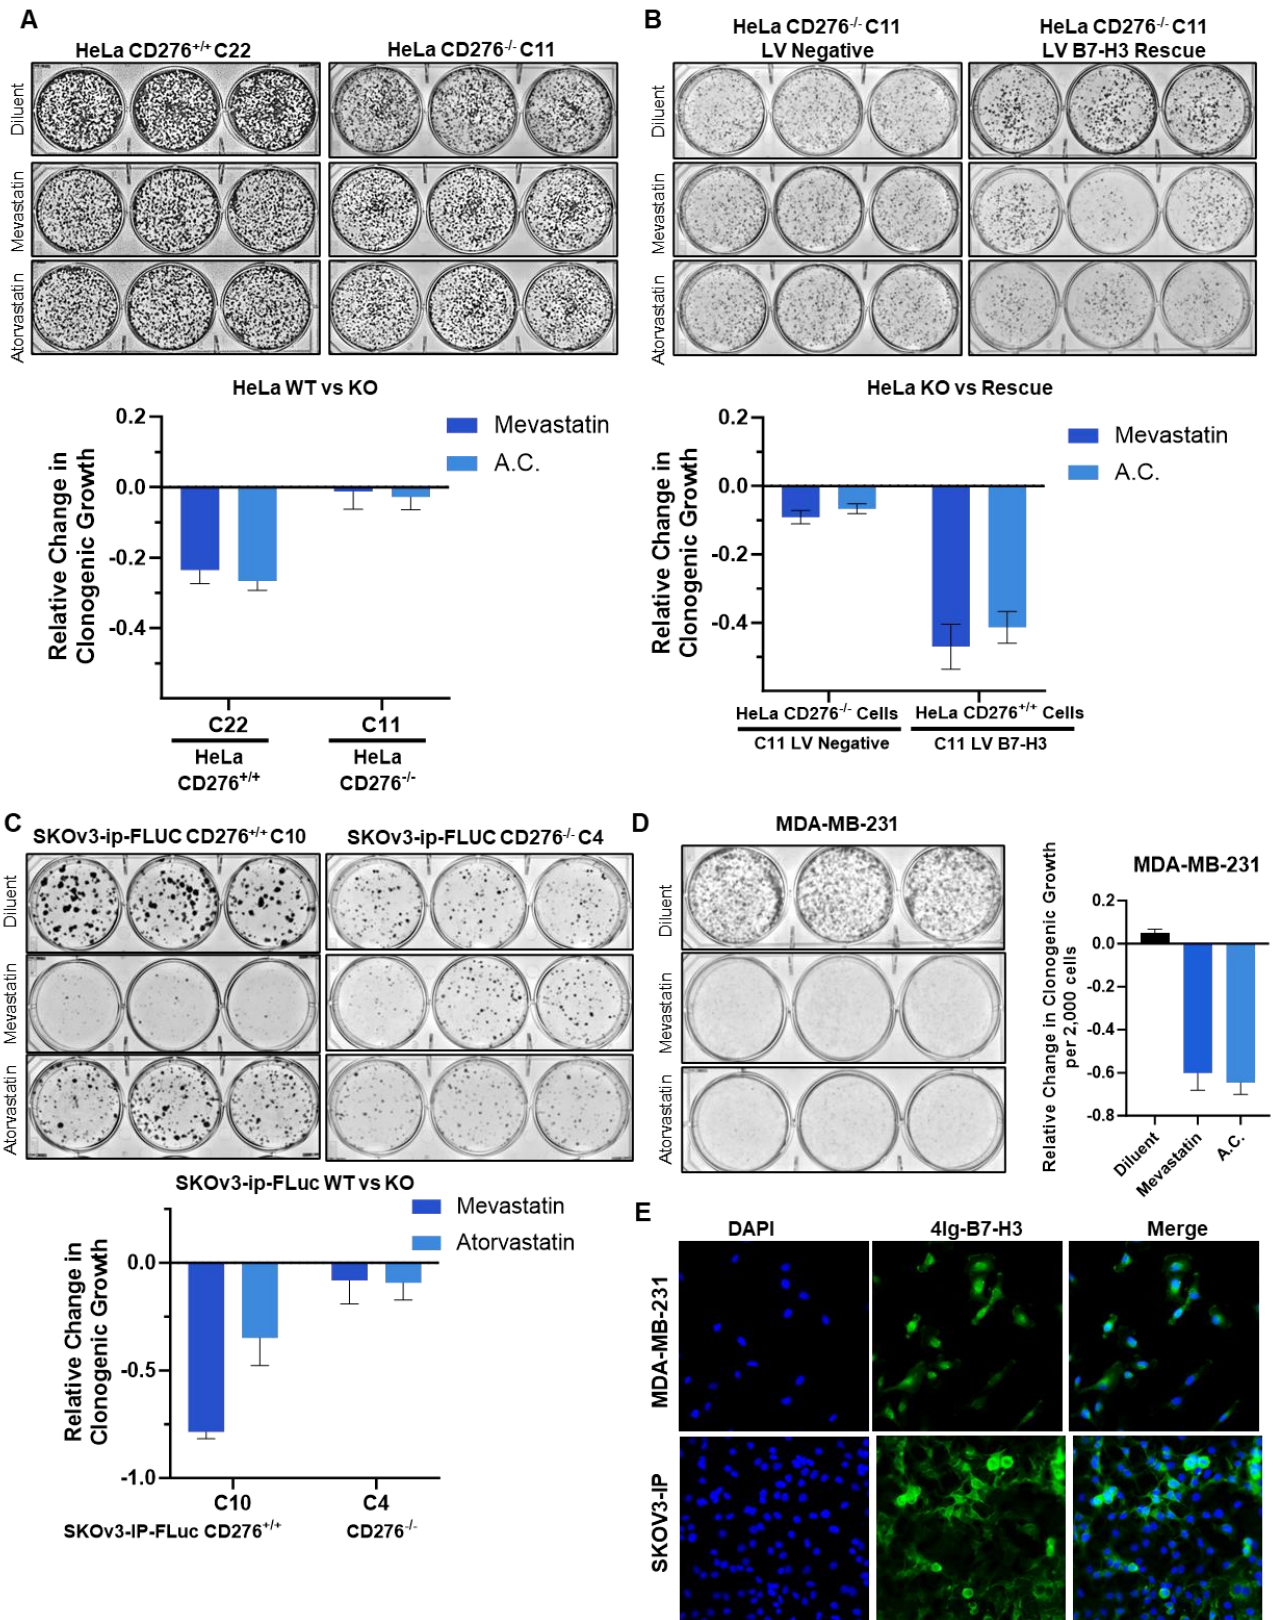 A
HeLa CD276+/+ C22
HeLa CD276-/- C11
Diluent
Mevastatin
Atorvastatin
HeLa WT vs KO
Relative Change in
Clonogenic Growth
0.2
0.0
-0.2
-0.4
Mevastatin
A.C.
C22
C11
HeLa
CD276+/+
HeLa
CD276-/-
B
HeLa CD276-/- C11
LV Negative
HeLa CD276-/- C11
LV B7-H3 Rescue
Diluent
Mevastatin
Atorvastatin
HeLa KO vs Rescue
Relative Change in
Clonogenic Growth
0.2
0.0
-0.2
-0.4
Mevastatin
A.C.
HeLa CD276-/- Cells
HeLa CD276+/+ Cells
C11 LV Negative
C11 LV B7-H3
C
SKOv3-ip-FLUC CD276+/+ C10
SKOv3-ip-FLUC CD276-/- C4
Diluent
Mevastatin
Atorvastatin
SKOv3-ip-FLuc WT vs KO
Mevastatin
Atorvastatin
Relative Change in
Clonogenic Growth
0.0
-0.5
-1.0
C10
C4
SKOv3-IP-FLuc CD276+/+
CD276-/-
D
MDA-MB-231
Diluent
Mevastatin
Atorvastatin
MDA-MB-231
Relative Change in Clonogenic Growth
per 2,000 cells
0.2
0.0
-0.2
-0.4
-0.6
-0.8
Diluent
Mevastatin
A.C.
E
DAPI
4Ig-B7-H3
Merge
MDA-MB-231
SKOV3-IP